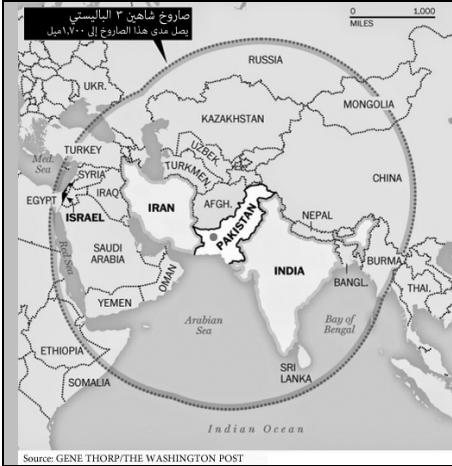 صاروخ شاهين ٣ الباليستي
يصل مدى هذا الصاروخ إلى ١,٧٠٠ميل
0 1,000
MILES
RUSSIA
UKR.
MONGOLIA
KAZAKHSTAN
UZBEK.
TURKEY
TURKMEN.
Med.
Sea
SYRIA
CHINA
IRAQ
EGYPT
ISRAEL
IRAN
AFGH.
PAKISTAN
NEPAL
Red Sea
SAUDI
ARABIA
OMAN
INDIA
BURMA
BANGL.
THAI.
YEMEN
Arabian
Sea
Bay of
Bengal
ETHIOPIA
SRI
LANKA
SOMALIA
Indian Ocean
Source: GENE THORP/THE WASHINGTON POST